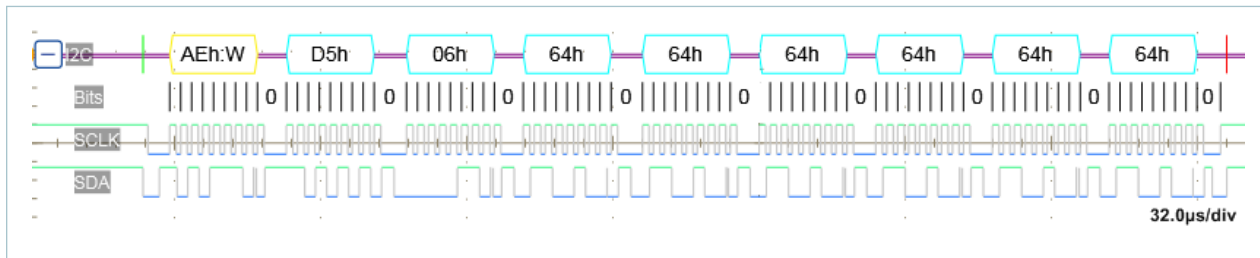 I2C AEh:W D5h 06h 64h 64h 64h 64h 64h 64h
Bits 0 0 0 0 0 0 0 0 0
SCLK
SDA
32.0µs/div